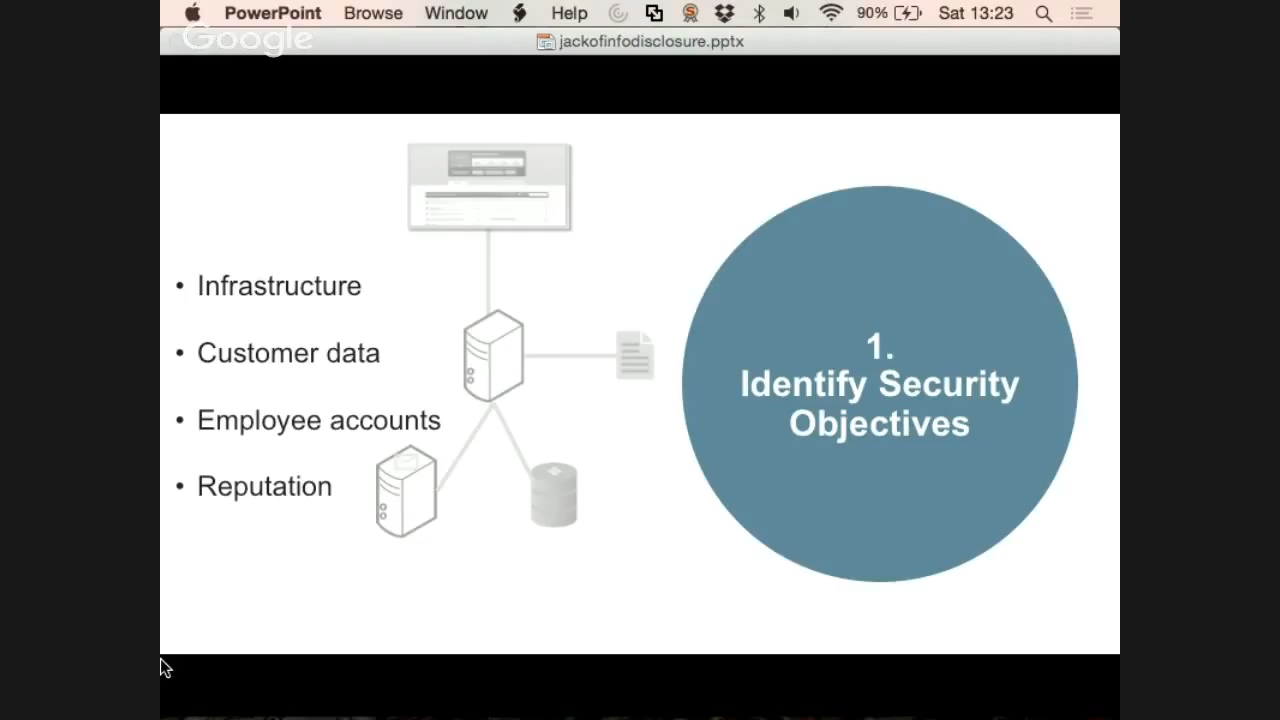 PowerPoint Browse Window Help 90% Sat 13:23
Google
jackofinfodisclosure.pptx
• Infrastructure
• Customer data
• Employee accounts
• Reputation
1.
Identify Security
Objectives